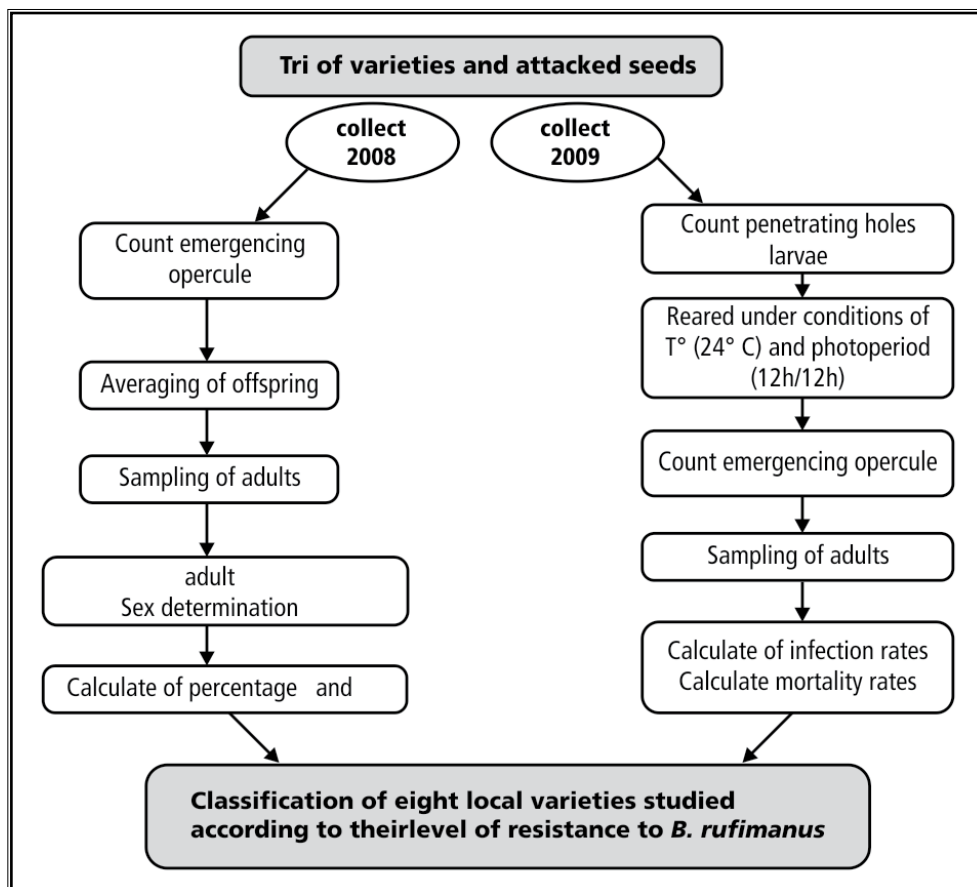 Tri of varieties and attacked seeds
collect
2008
collect
2009
Count emergencing
opercule
Averaging of offspring
Sampling of adults
adult
Sex determination
Calculate of percentage and
Count penetrating holes
larvae
Reared under conditions of
T° (24° C) and photoperiod
(12h/12h)
Count emergencing opercule
Sampling of adults
Calculate of infection rates
Calculate mortality rates
Classification of eight local varieties studied
according to theirlevel of resistance to B. rufimanus